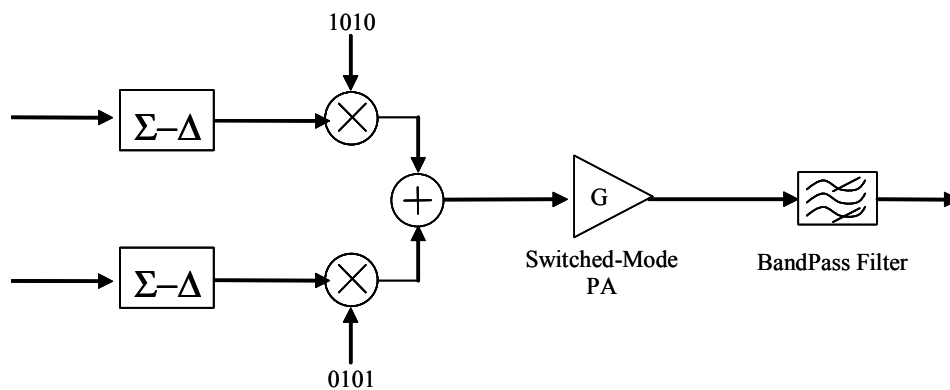 1010
Σ–Δ
G
Switched-Mode
PA
BandPass Filter
Σ–Δ
0101